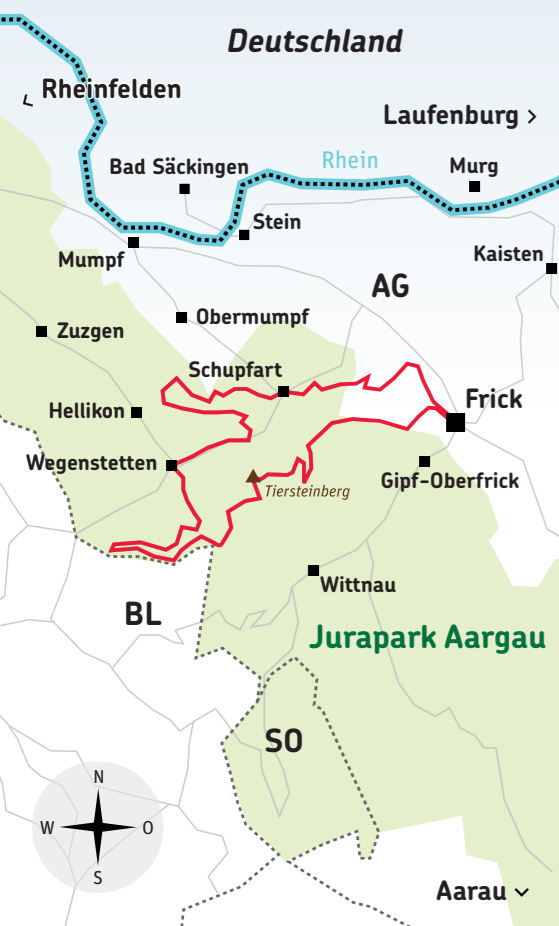 Deutschland
Rheinfelden
Laufenburg
Rhein
Bad Säckingen
Murg
Stein
Mumpf
Kaisten
AG
Obermumpf
Zuzgen
Schupfart
Frick
Hellikon
Wegenstetten
Gipf-Oberfrick
Tiersteinberg
Wittnau
BL
Jurapark Aargau
SO
N
W
O
S
Aarau